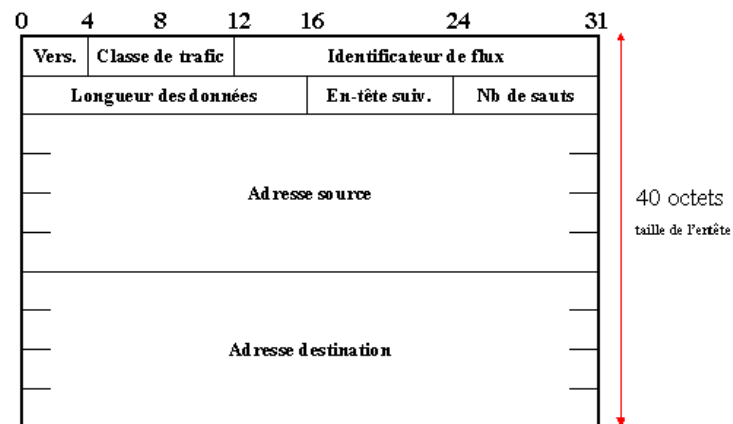 0 4 8 12 16 24 31
Vers. Classe de trafic Identificateur de flux
Longueur des données En-tête suiv. Nb de sauts
Adresse source
40 octets
taille de l'entête
Adresse destination